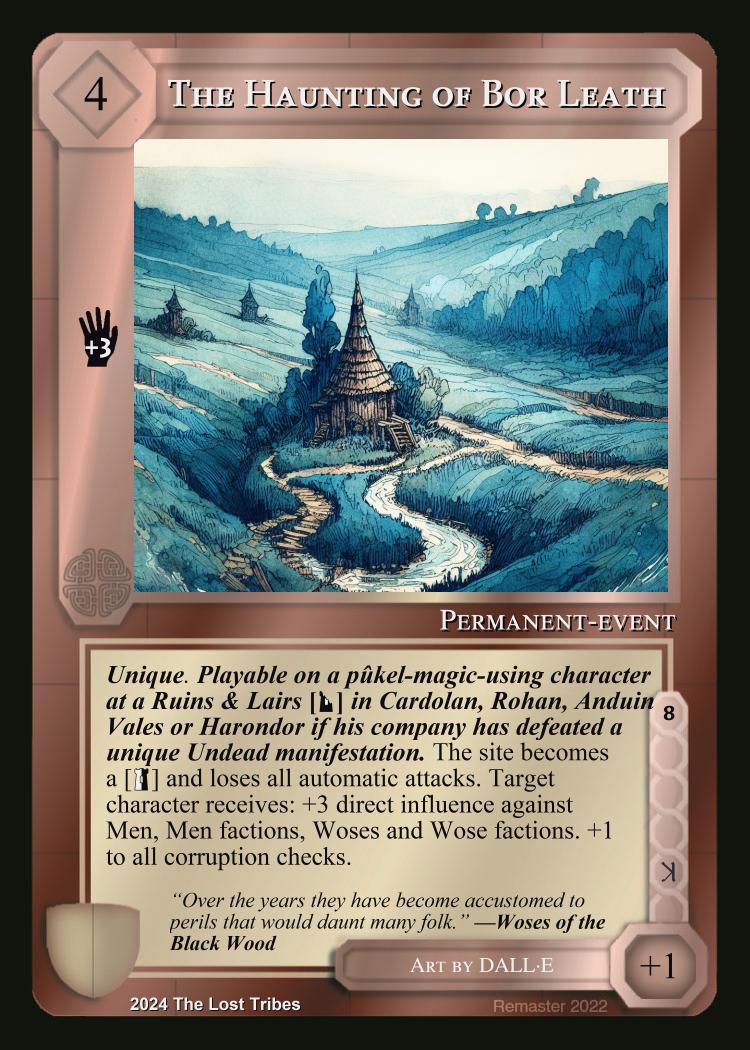 4
THE HAUNTING OF BOR LEATH
+3
PERMANENT-EVENT
Unique. Playable on a pûkel-magic-using character
at a Ruins & Lairs [] in Cardolan, Rohan, Anduin
Vales or Harondor if his company has defeated a
unique Undead manifestation. The site becomes
a [] and loses all automatic attacks. Target
character receives: +3 direct influence against
Men, Men factions, Woses and Wose factions. +1
to all corruption checks.
8
“Over the years they have become accustomed to
perils that would daunt many folk.” —Woses of the
Black Wood
ART BY DALL·E
+1
2024 The Lost Tribes
Remaster 2022